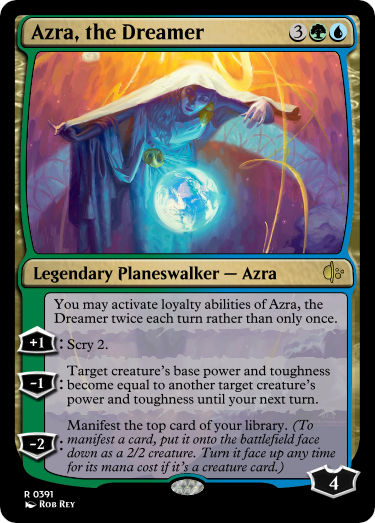 Azra, the Dreamer 3
Legendary Planeswalker — Azra
You may activate loyalty abilities of Azra, the
Dreamer twice each turn rather than only once.
+1: Scry 2.
-1: Target creature's base power and toughness
become equal to another target creature's
power and toughness until your next turn.
-2: Manifest the top card of your library. (To
manifest a card, put it onto the battlefield face
down as a 2/2 creature. Turn it face up any time
for its mana cost if it's a creature card.)
4
R 0391
Rob Rey